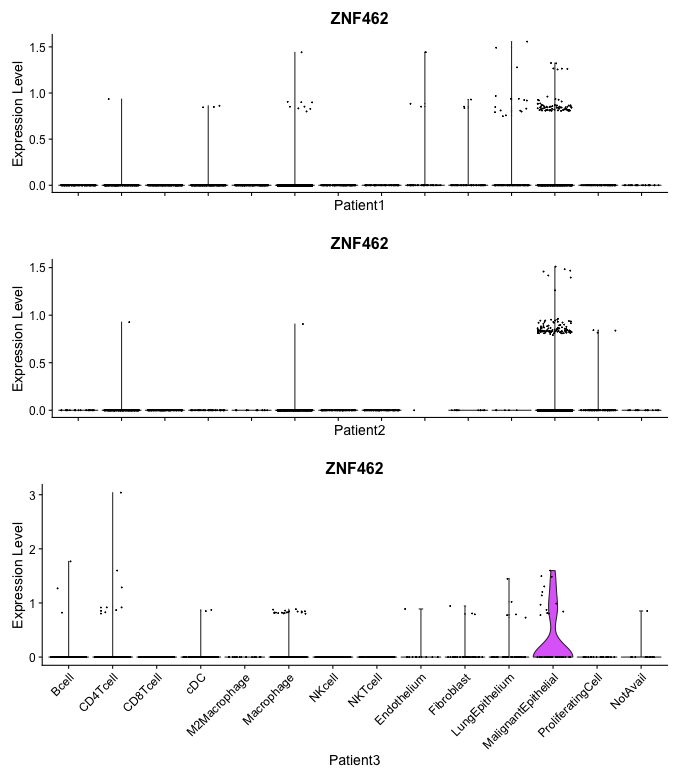 ZNF462
Expression Level
1.5
1.0
0.5
0.0
Patient1
ZNF462
Expression Level
1.5
1.0
0.5
0.0
Patient2
ZNF462
Expression Level
3
2
1
0
Bcell
CD4Tcell
CD8Tcell
cDC
M2Macrophage
Macrophage
NKcell
NKTcell
Endothelium
Fibroblast
LungEpithelium
MalignantEpithelial
ProliferatingCell
NotAvail
Patient3